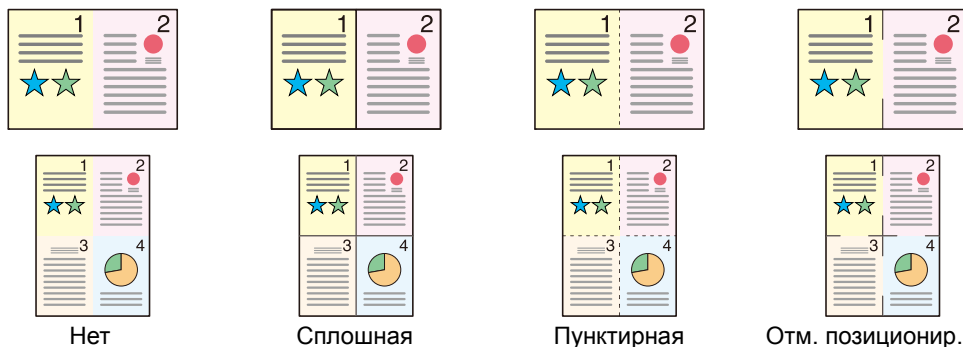 1 2 1 2 1 2 1 2
1 2 1 2 1 2 1 2
3 4 3 4 3 4 3 4
Нет Сплошная Пунктирная Отм. позиционир.